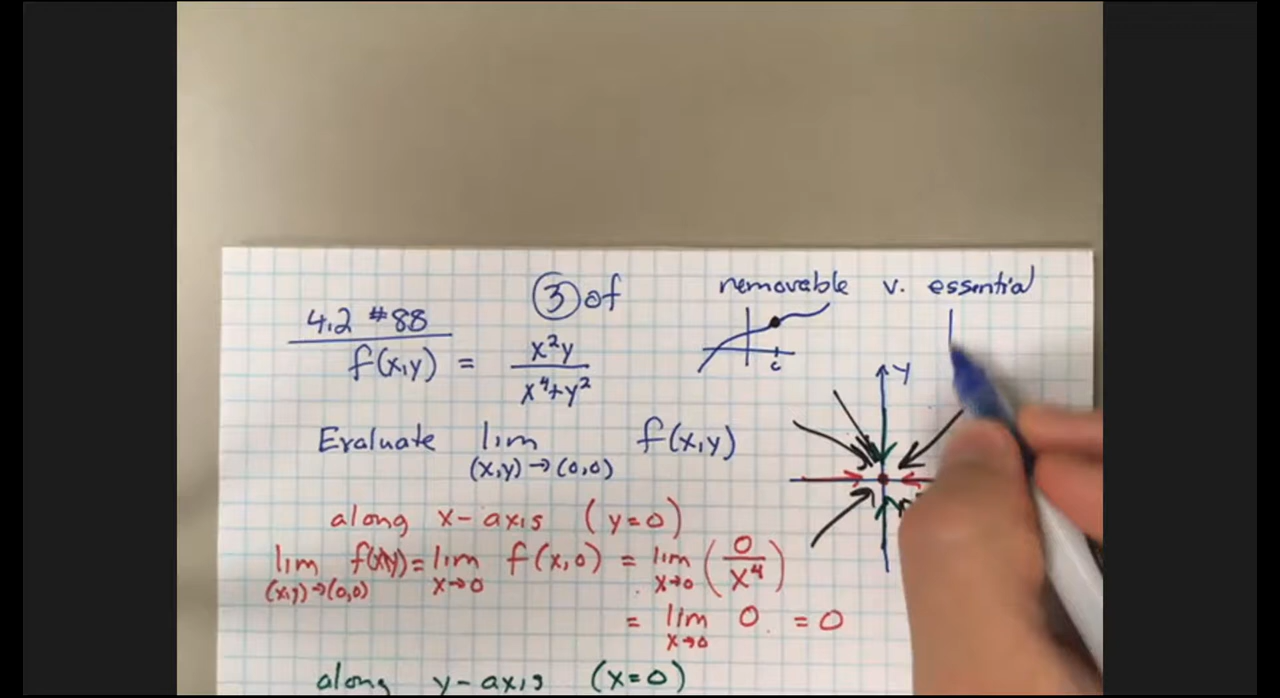 ③ of
removable v. essential
4.2 #88
f(x,y) = x²y / x⁴+y²
c
y
Evaluate lim (x,y)→(0,0) f(x,y)
along x-axis (y=0)
lim (x,y)→(0,0) f(x,y) = lim x→0 f(x,0) = lim x→0 (0/x⁴)
= lim x→0 0 = 0
along y-axis (x=0)